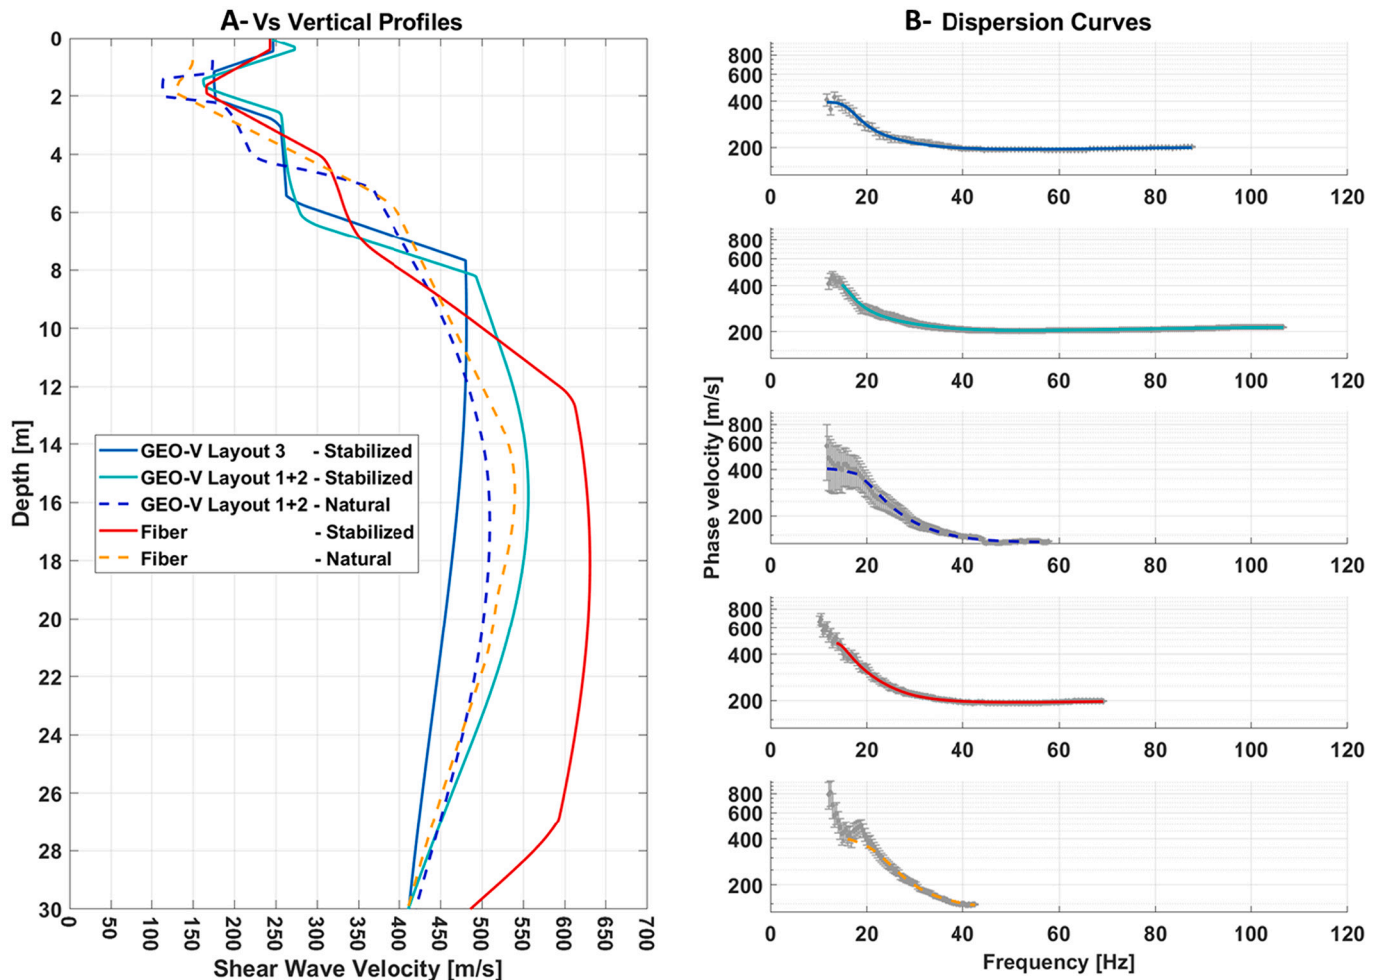 A- Vs Vertical Profiles
0
2
4
6
8
10
12
14
16
18
20
22
24
26
28
30
Depth [m]
GEO-V Layout 3 - Stabilized
GEO-V Layout 1+2 - Stabilized
GEO-V Layout 1+2 - Natural
Fiber - Stabilized
Fiber - Natural
0 50 100 150 200 250 300 350 400 450 500 550 600 650 700
Shear Wave Velocity [m/s]
B- Dispersion Curves
Phase velocity [m/s]
800
600
400
200
0 20 40 60 80 100 120
800
600
400
200
0 20 40 60 80 100 120
800
600
400
200
0 20 40 60 80 100 120
800
600
400
200
0 20 40 60 80 100 120
800
400
200
0 20 40 60 80 100 120
Frequency [Hz]